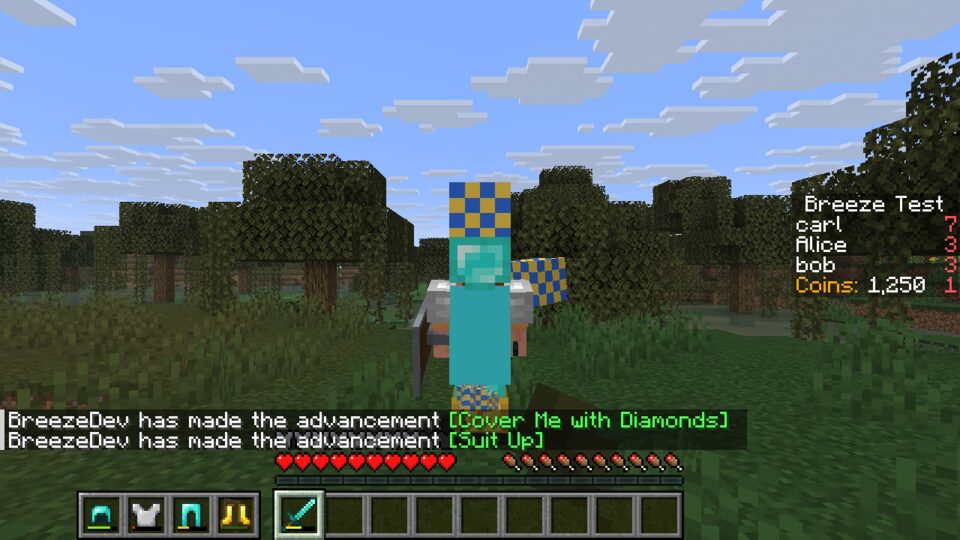 Breeze Test
carl 7
Alice 3
bob 3
Coins: 1,250 1
BreezeDev has made the advancement [Cover Me with Diamonds]
BreezeDev has made the advancement [Suit Up]